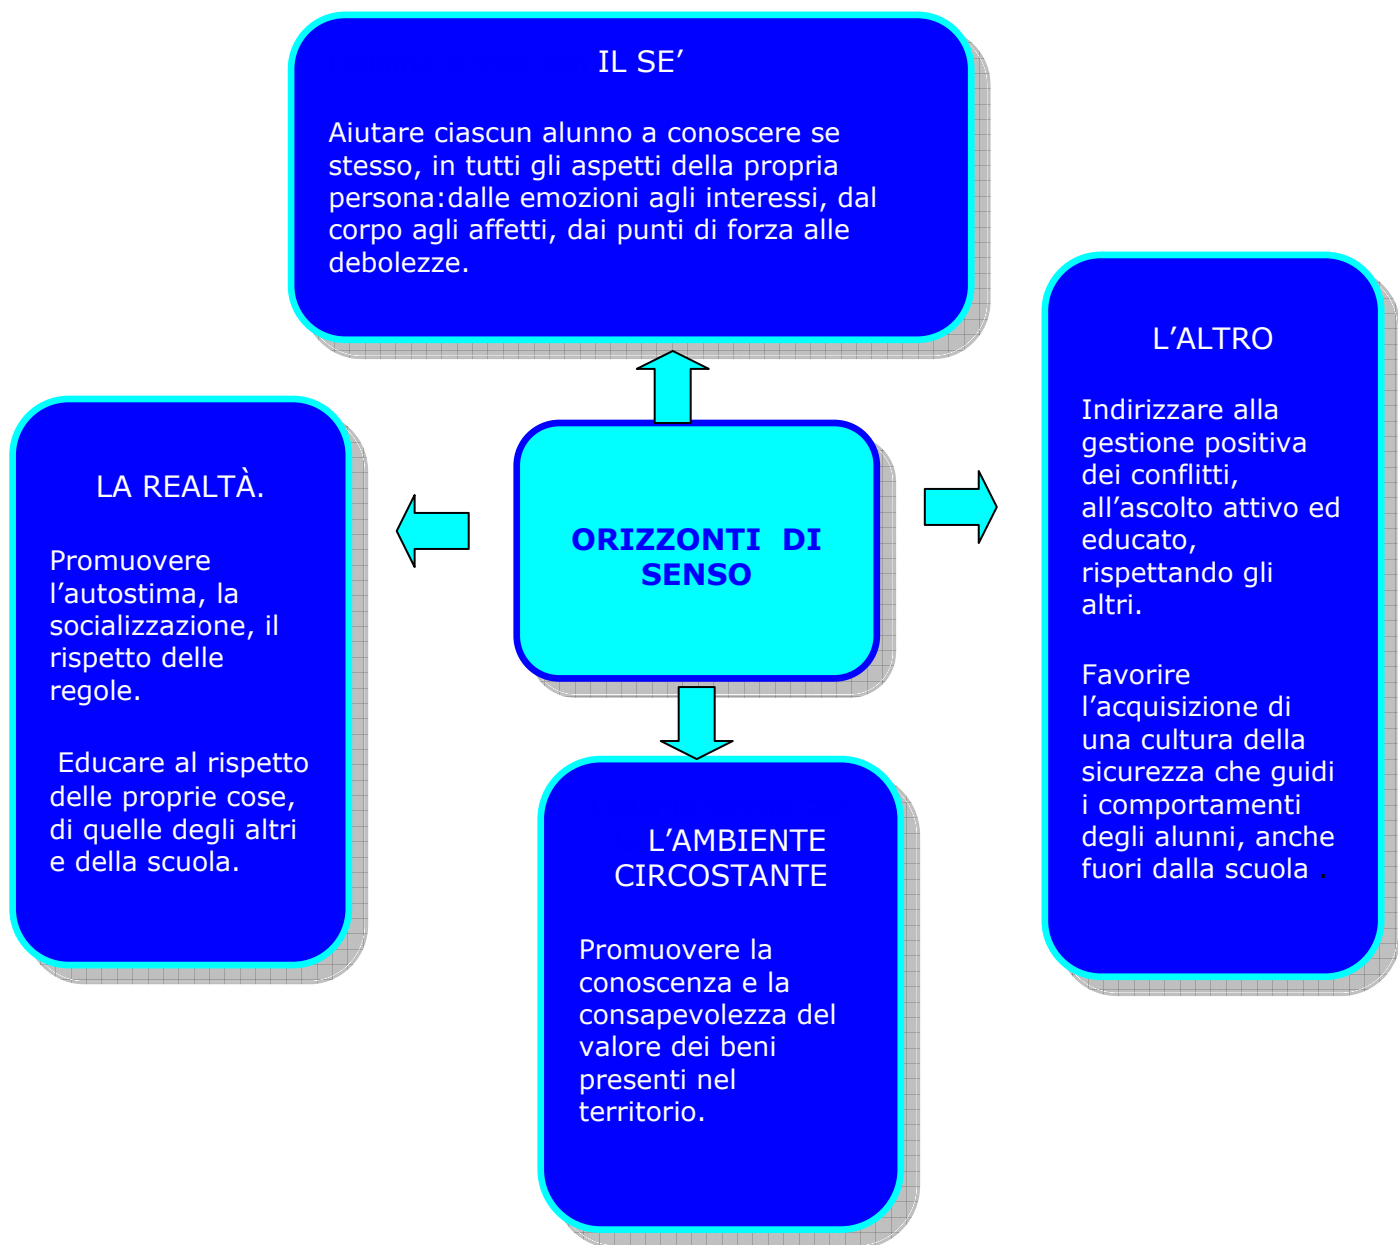 IL SE’
Aiutare ciascun alunno a conoscere se
stesso, in tutti gli aspetti della propria
persona:dalle emozioni agli interessi, dal
corpo agli affetti, dai punti di forza alle
debolezze.
L’ALTRO
Indirizzare alla
gestione positiva
dei conflitti,
all’ascolto attivo ed
educato,
rispettando gli
altri.
Favorire
l’acquisizione di
una cultura della
sicurezza che guidi
i comportamenti
degli alunni, anche
fuori dalla scuola .
LA REALTÀ.
Promuovere
l’autostima, la
socializzazione, il
rispetto delle
regole.
Educare al rispetto
delle proprie cose,
di quelle degli altri
e della scuola.
ORIZZONTI DI
SENSO
L’AMBIENTE
CIRCOSTANTE
Promuovere la
conoscenza e la
consapevolezza del
valore dei beni
presenti nel
territorio.